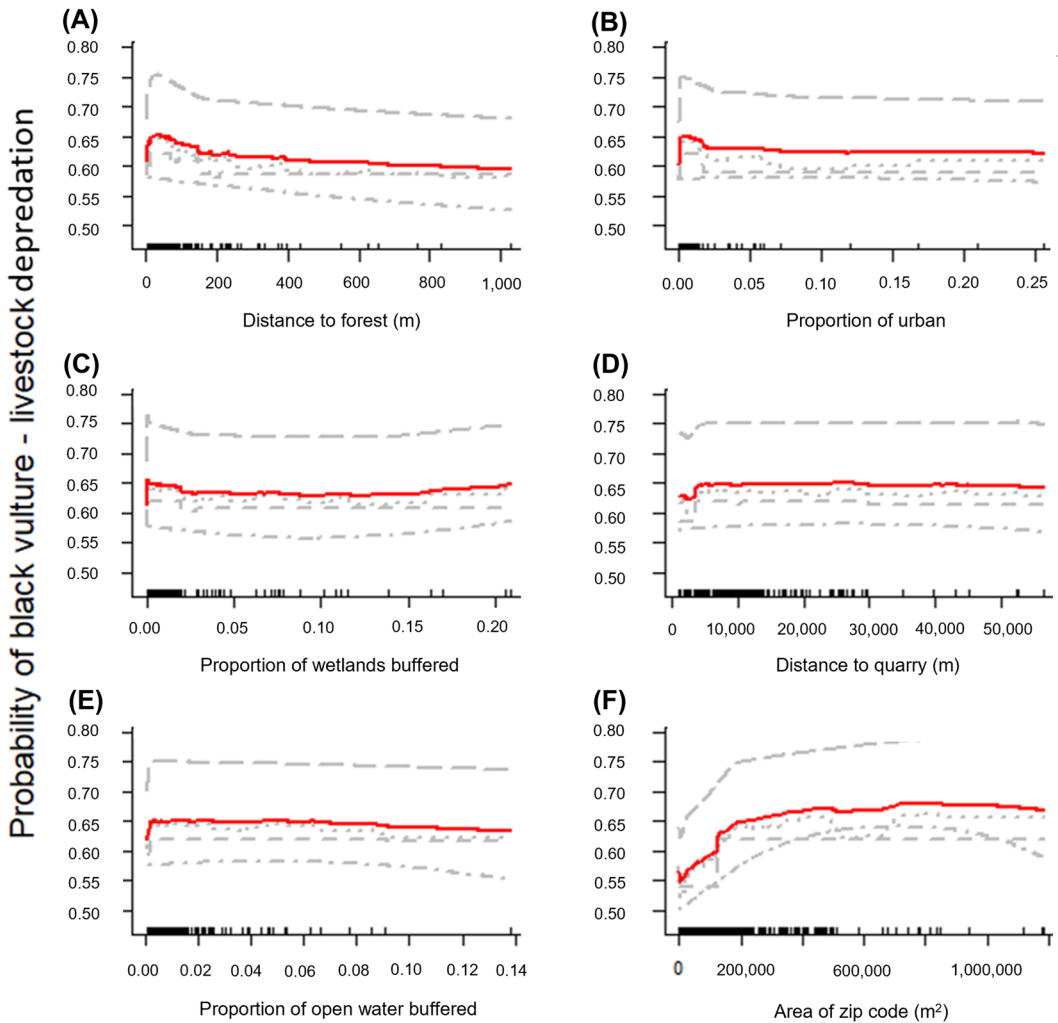 Probability of black vulture - livestock depredation
(A)
0.80
0.75
0.70
0.65
0.60
0.55
0.50
0 200 400 600 800 1,000
Distance to forest (m)
(B)
0.80
0.75
0.70
0.65
0.60
0.55
0.50
0.00 0.05 0.10 0.15 0.20 0.25
Proportion of urban
(C)
0.80
0.75
0.70
0.65
0.60
0.55
0.50
0.00 0.05 0.10 0.15 0.20
Proportion of wetlands buffered
(D)
0.80
0.75
0.70
0.65
0.60
0.55
0.50
0 10,000 20,000 30,000 40,000 50,000
Distance to quarry (m)
(E)
0.80
0.75
0.70
0.65
0.60
0.55
0.50
0.00 0.02 0.04 0.06 0.08 0.10 0.12 0.14
Proportion of open water buffered
(F)
0.80
0.75
0.70
0.65
0.60
0.55
0.50
0 200,000 600,000 1,000,000
Area of zip code (m²)